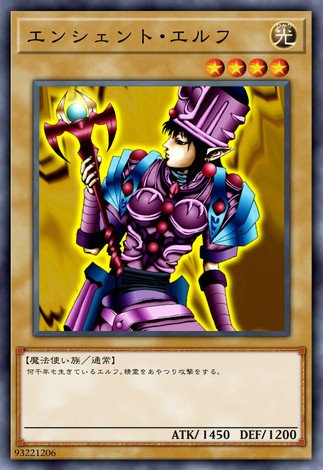 エンシェント・エルフ
光
【魔法使い族／通常】
何千年も生きているエルフ。精霊をあやつり攻撃をする。
ATK/1450 DEF/1200
93221206